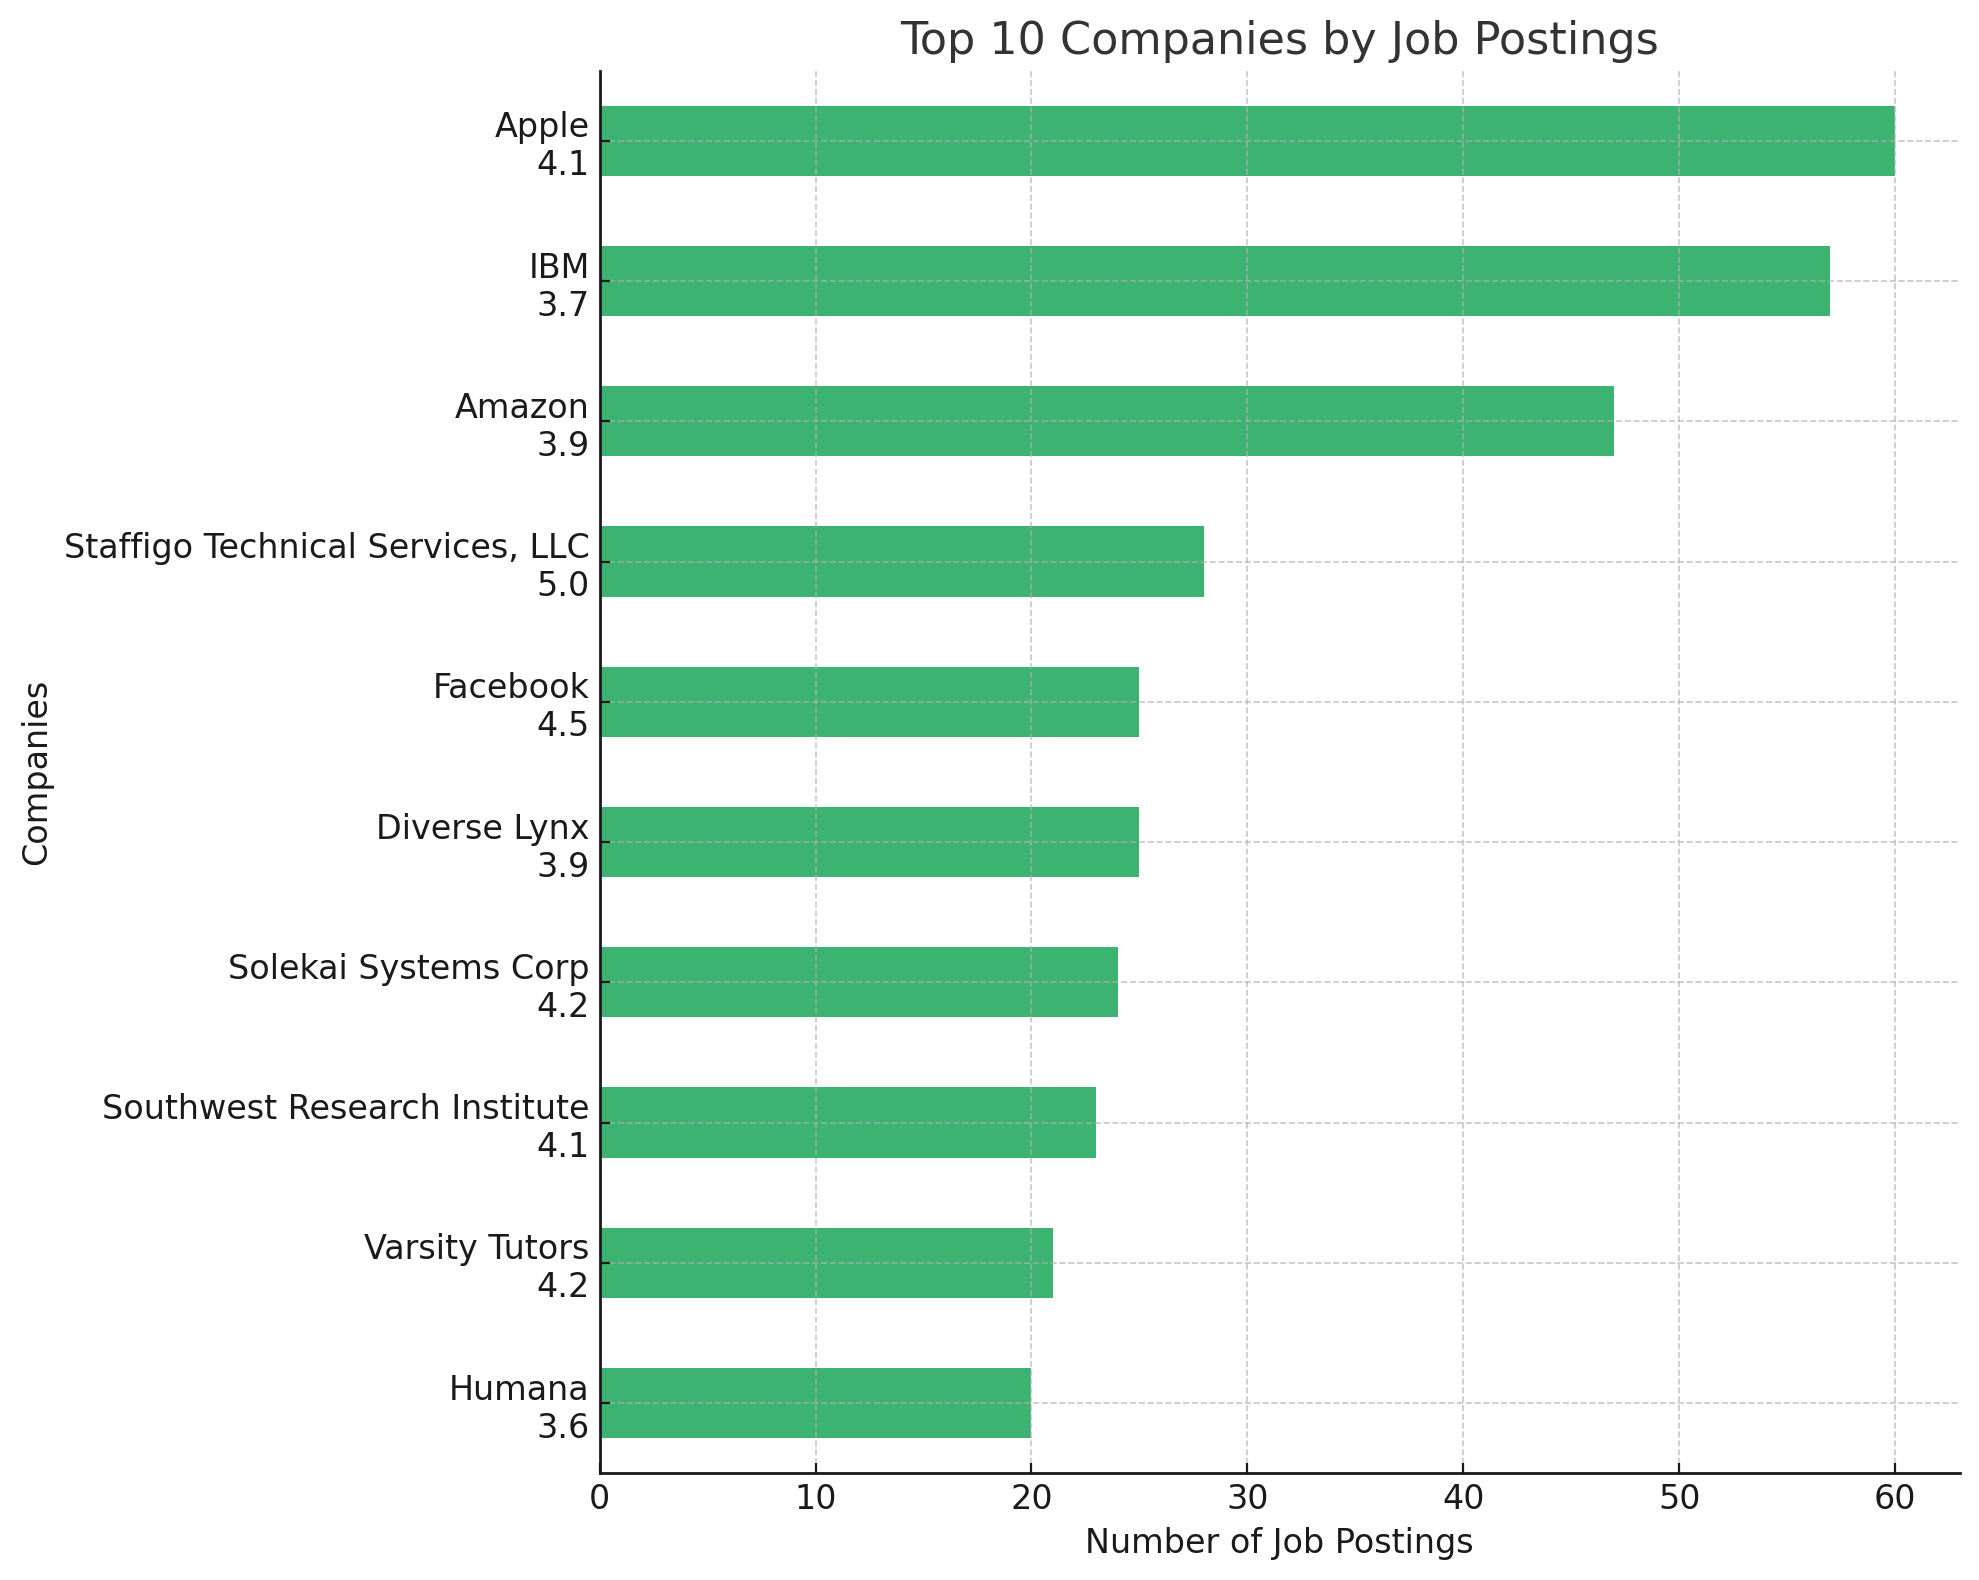 Top 10 Companies by Job Postings
Apple
4.1
IBM
3.7
Amazon
3.9
Staffigo Technical Services, LLC
5.0
Facebook
4.5
Diverse Lynx
3.9
Solekai Systems Corp
4.2
Southwest Research Institute
4.1
Varsity Tutors
4.2
Humana
3.6
Companies
0 10 20 30 40 50 60
Number of Job Postings